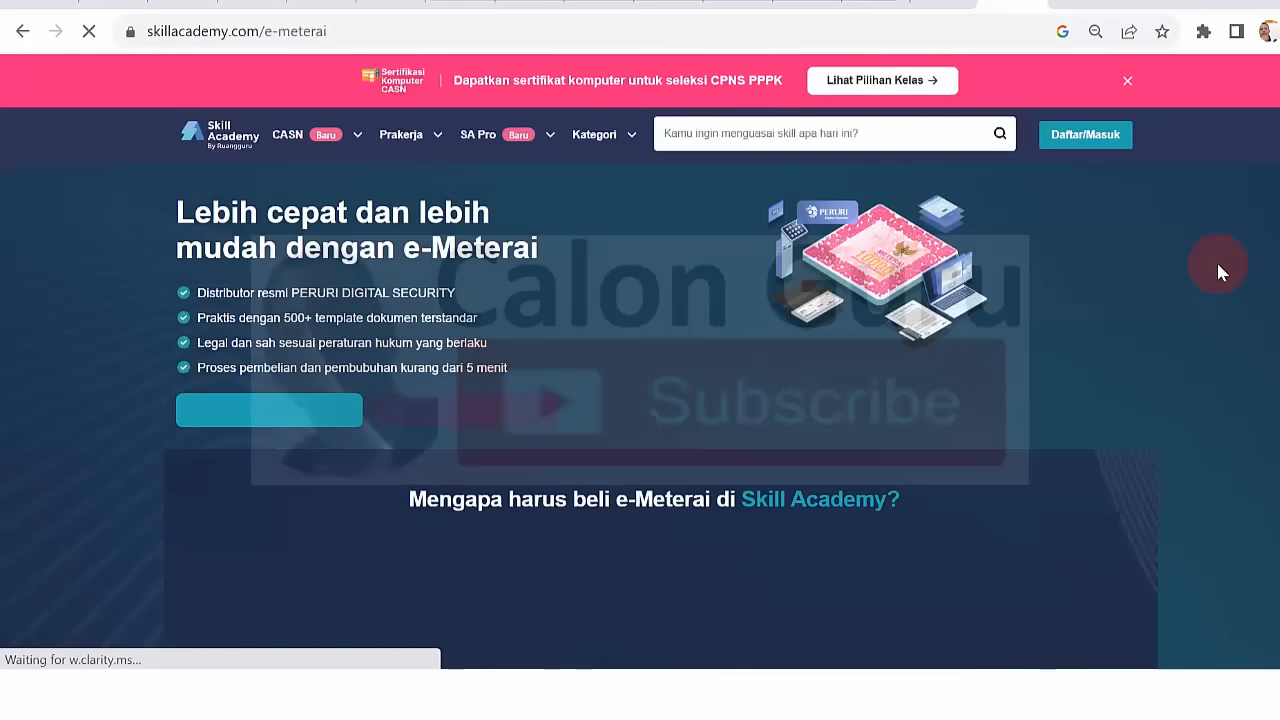 skillacademy.com/e-meterai
Sertifikasi
Komputer
CASN
Dapatkan sertifikat komputer untuk seleksi CPNS PPPK
Lihat Pilihan Kelas →
Skill
Academy
By Ruangguru
CASN Baru
Prakerja
SA Pro Baru
Kategori
Kamu ingin menguasai skill apa hari ini?
Daftar/Masuk
Lebih cepat dan lebih
mudah dengan e-Meterai
Distributor resmi PERURI DIGITAL SECURITY
Praktis dengan 500+ template dokumen terstandar
Legal dan sah sesuai peraturan hukum yang berlaku
Proses pembelian dan pembubuhan kurang dari 5 menit
PERURI
METERAI
10000
Calon Guru
Subscribe
Mengapa harus beli e-Meterai di Skill Academy?
Waiting for w.clarity.ms...